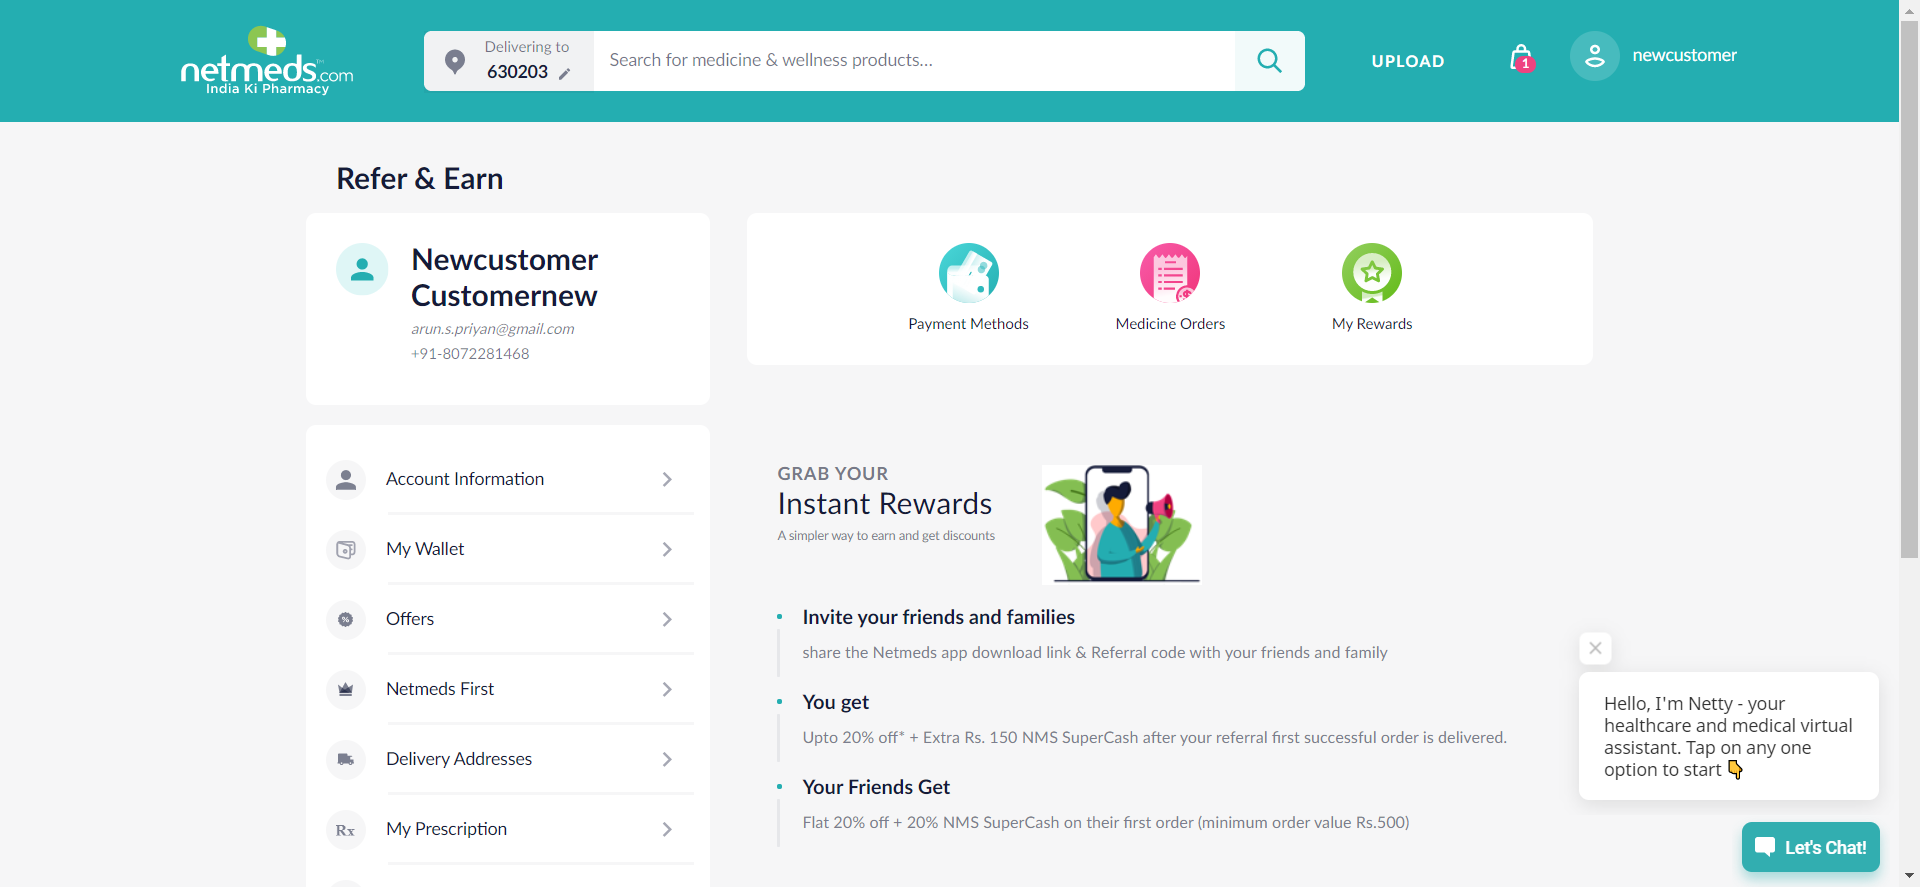 netmeds.com
India Ki Pharmacy
Delivering to
630203
Search for medicine & wellness products...
UPLOAD
1
newcustomer
Refer & Earn
Newcustomer
Customernew
arun.s.priyan@gmail.com
+91-8072281468
Payment Methods
Medicine Orders
My Rewards
Account Information
My Wallet
Offers
Netmeds First
Delivery Addresses
Rx
My Prescription
GRAB YOUR
Instant Rewards
A simpler way to earn and get discounts
Invite your friends and families
share the Netmeds app download link & Referral code with your friends and family
You get
Upto 20% off* + Extra Rs. 150 NMS SuperCash after your referral first successful order is delivered.
Your Friends Get
Flat 20% off + 20% NMS SuperCash on their first order (minimum order value Rs.500)
Hello, I'm Netty - your
healthcare and medical virtual
assistant. Tap on any one
option to start 👇
Let's Chat!